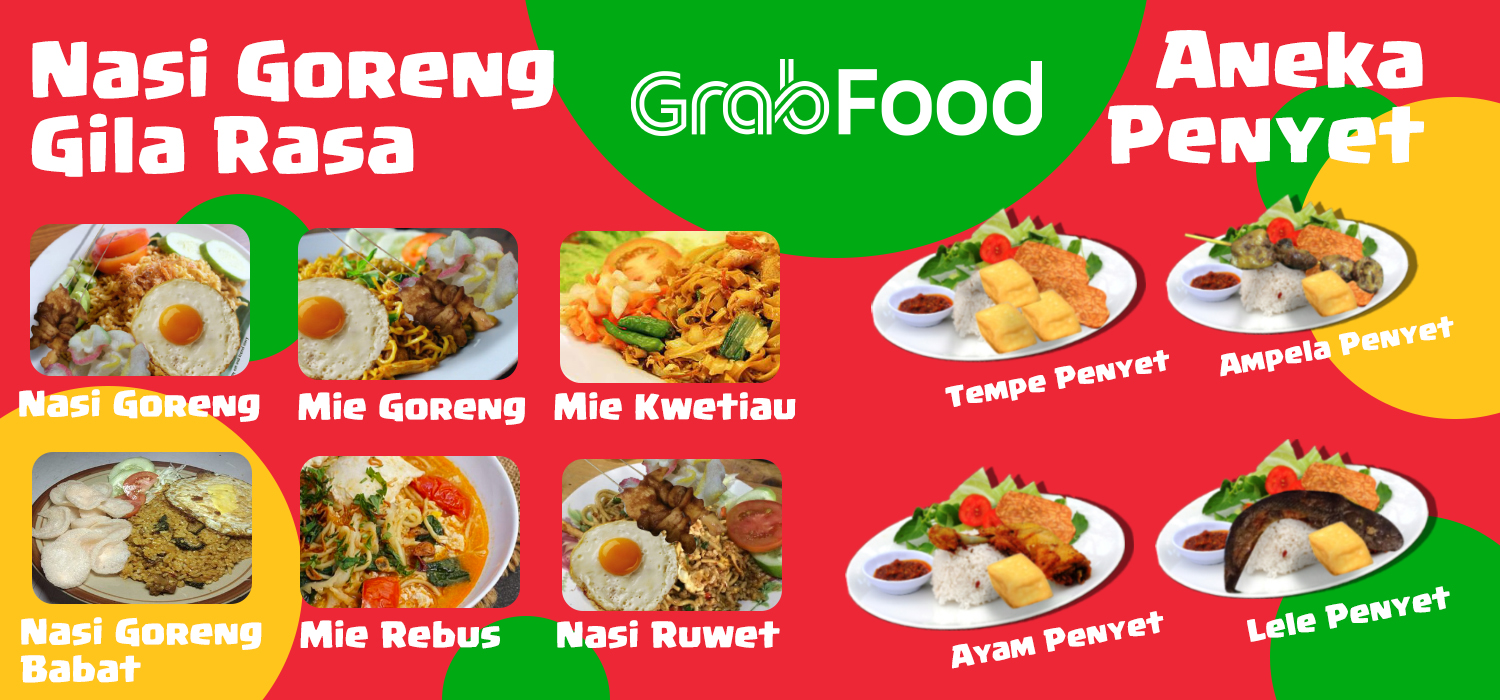 Nasi Goreng
Gila Rasa
GrabFood
Aneka
Penyet
Nasi Goreng
Mie Goreng
Mie Kwetiau
Tempe Penyet
Ampela Penyet
Nasi Goreng
Babat
Mie Rebus
Nasi Ruwet
Ayam Penyet
Lele Penyet